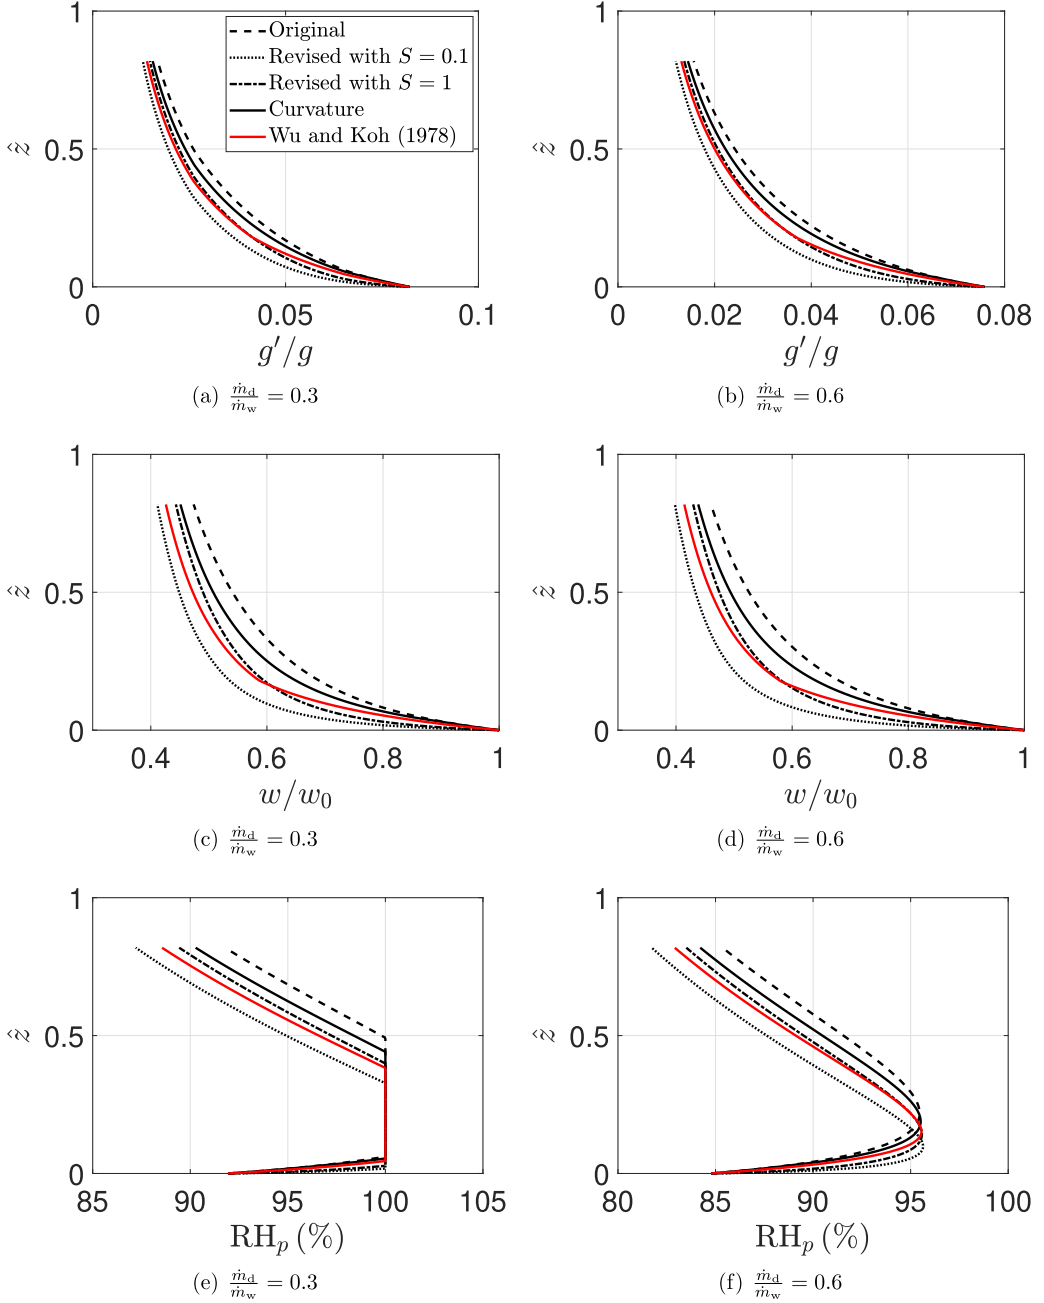 1
0.5
0
ẑ
0
0.05
0.1
g′/g
Original
Revised with S = 0.1
Revised with S = 1
Curvature
Wu and Koh (1978)
(a) ṁd/ṁw = 0.3
1
0.5
0
ẑ
0
0.02
0.04
0.06
0.08
g′/g
(b) ṁd/ṁw = 0.6
1
0.5
0
ẑ
0.4
0.6
0.8
1
w/w0
(c) ṁd/ṁw = 0.3
1
0.5
0
ẑ
0.4
0.6
0.8
1
w/w0
(d) ṁd/ṁw = 0.6
1
0.5
0
ẑ
85
90
95
100
105
RHp (%)
(e) ṁd/ṁw = 0.3
1
0.5
0
ẑ
80
85
90
95
100
RHp (%)
(f) ṁd/ṁw = 0.6